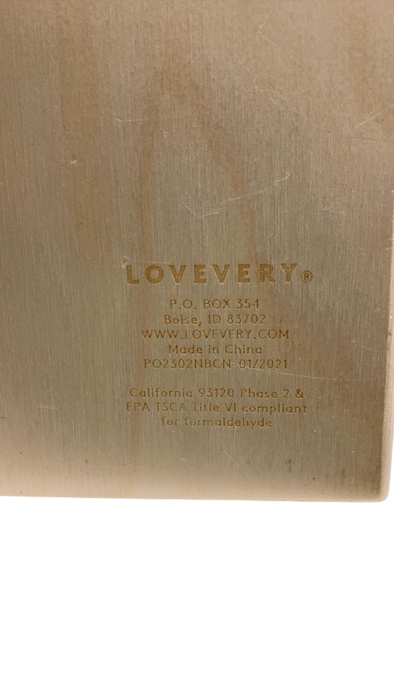 LOVEVERY®
P.O. BOX 354
Boise, ID 83702
WWW.LOVEVERY.COM
Made in China
PO2302NBCN 01/2021
California 93120 Phase 2 &
EPA TSCA Title VI compliant
for formaldehyde